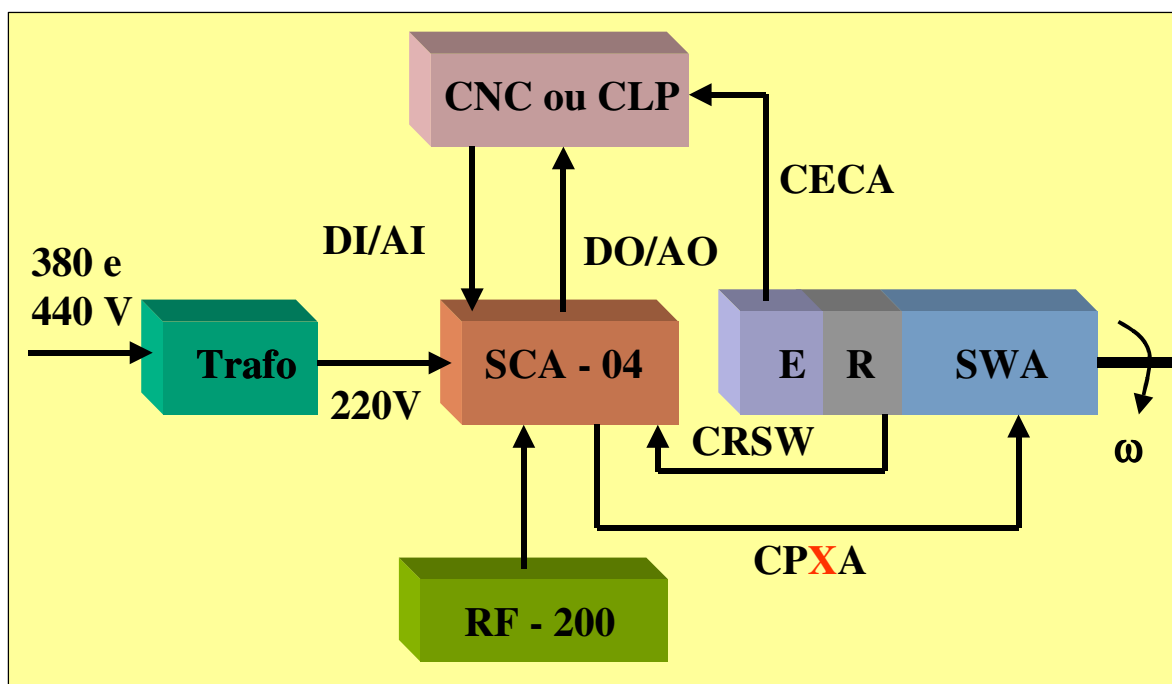 CNC ou CLP
CECA
DI/AI
DO/AO
380 e
440 V
Trafo
220V
SCA - 04
E
R
SWA
CRSW
ω
CPXA
RF - 200